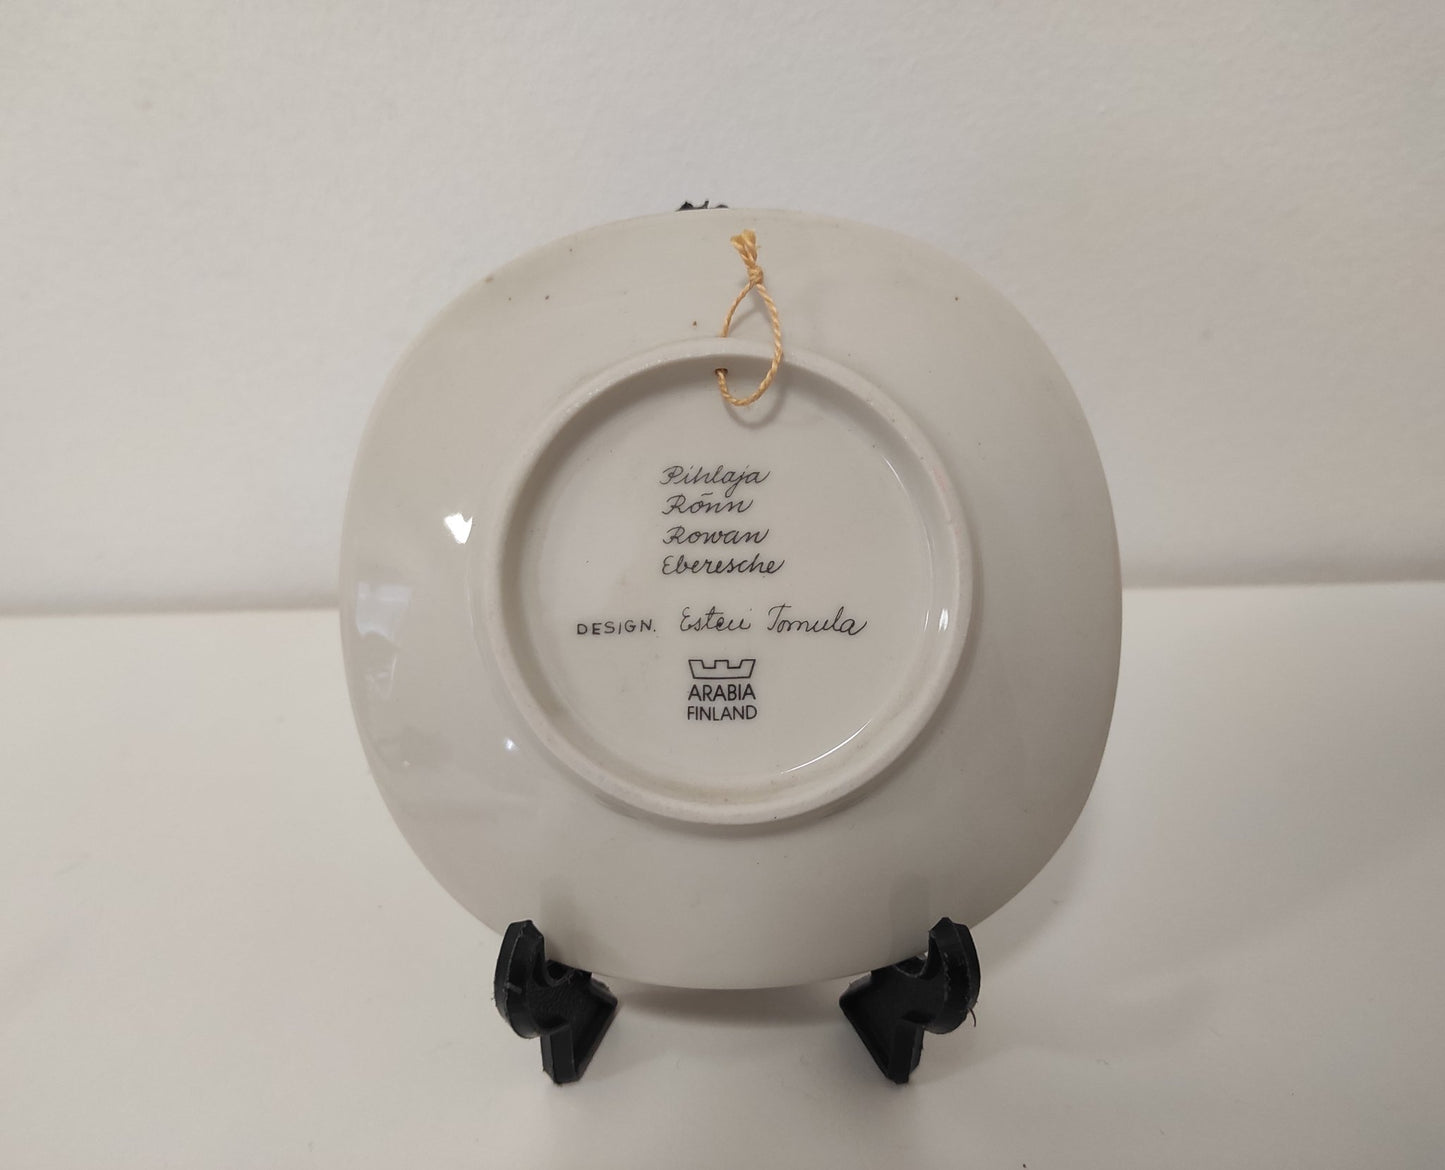 Pihlaja
Rönn
Rowan
Eberesche
DESIGN. Esteri Tomula
ARABIA
FINLAND